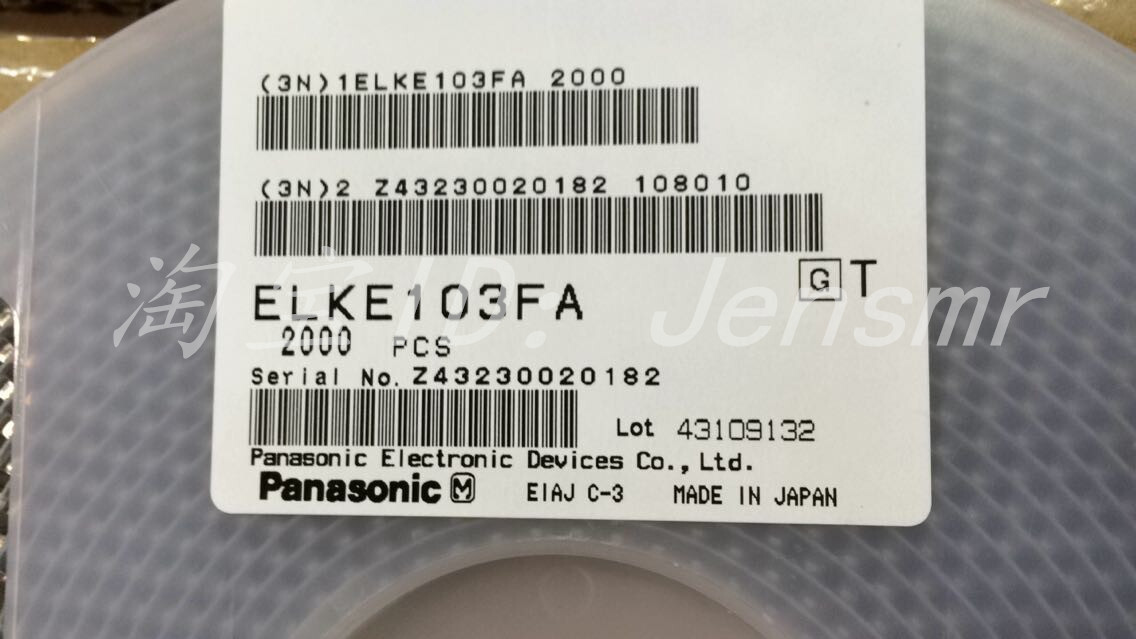 (3N)1ELKE103FA 2000
(3N)2 Z43230020182 108010
G T
ELKE103FA
淘宝ID: Jensmr
2000 PCS
Serial No. Z43230020182
Lot 43109132
Panasonic Electronic Devices Co., Ltd.
Panasonic M EIAJ C-3 MADE IN JAPAN